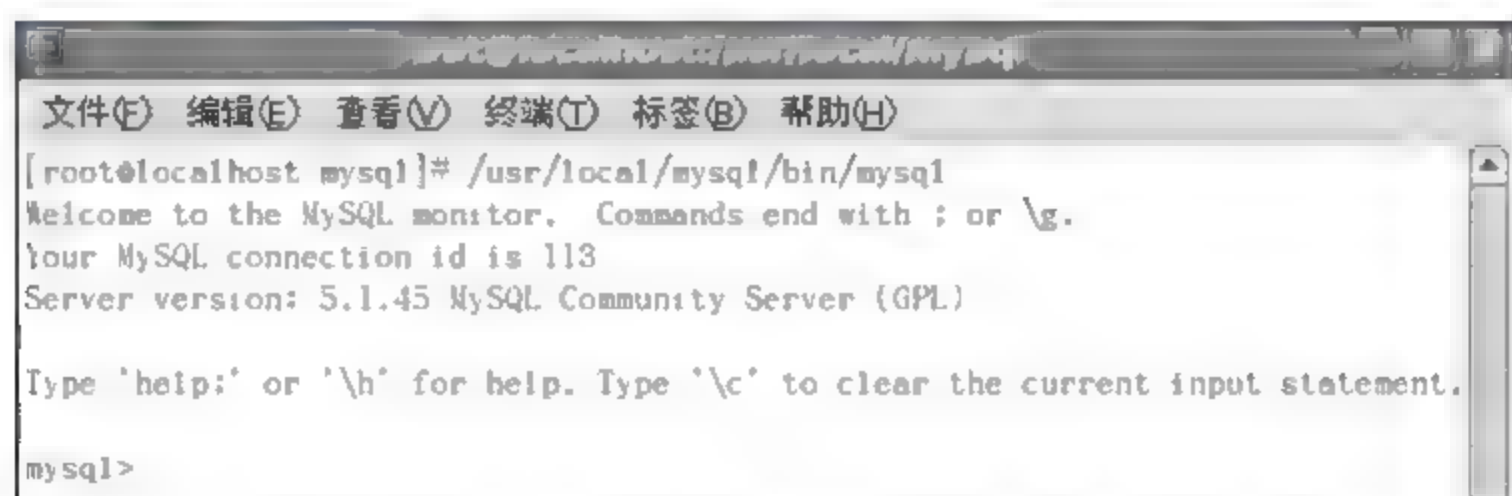 文件(F) 编辑(E) 查看(V) 终端(T) 标签(B) 帮助(H)
[root@localhost mysql]# /usr/local/mysql/bin/mysql
Welcome to the MySQL monitor.  Commands end with ; or \g.
Your MySQL connection id is 113
Server version: 5.1.45 MySQL Community Server (GPL)
Type 'help;' or '\h' for help. Type '\c' to clear the current input statement.
mysql>